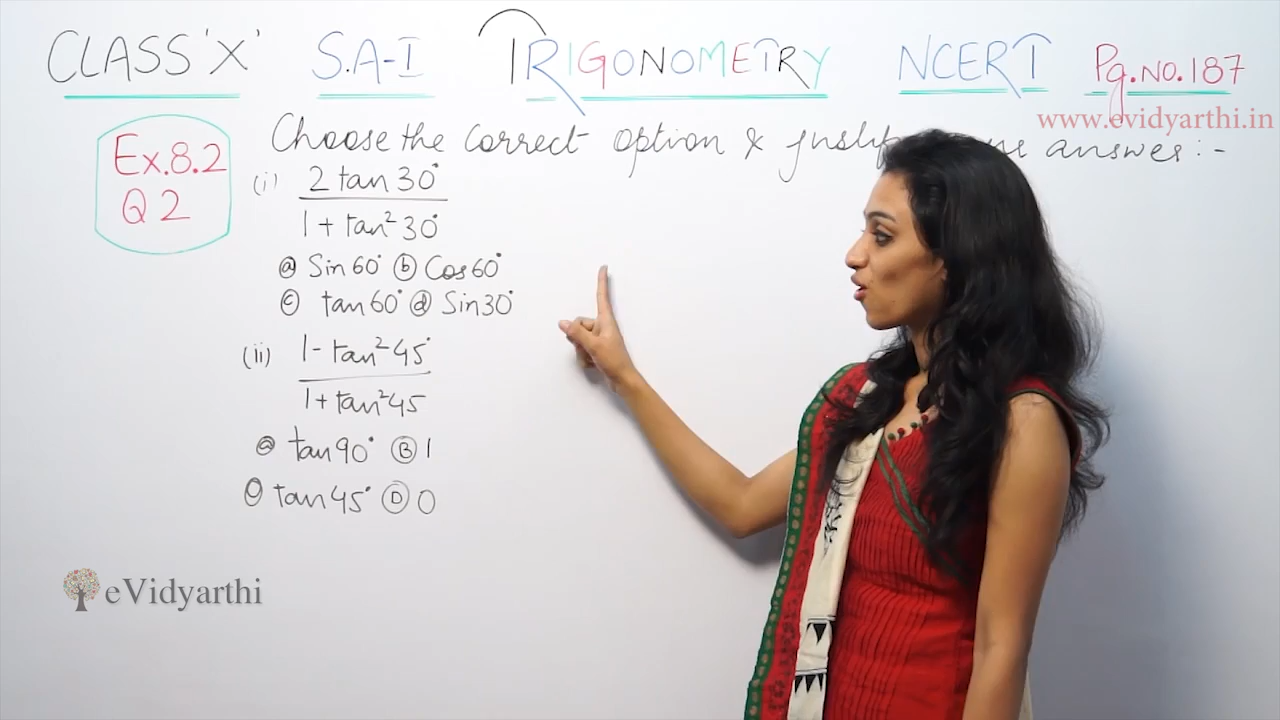 CLASS 'X' S.A-I TRIGONOMETRY NCERT Pg.NO.187
www.evidyarthi.in
Ex.8.2
Q 2
Choose the correct option & answer :-
(i) 2 tan 30°
1 + tan² 30°
ⓐ Sin 60° ⓑ Cos 60°
ⓒ tan 60° ⓓ Sin 30°
(ii) 1 - tan² 45°
1 + tan² 45
ⓐ tan 90° Ⓑ 1
Ⓒ tan 45° Ⓓ 0
eVidyarthi